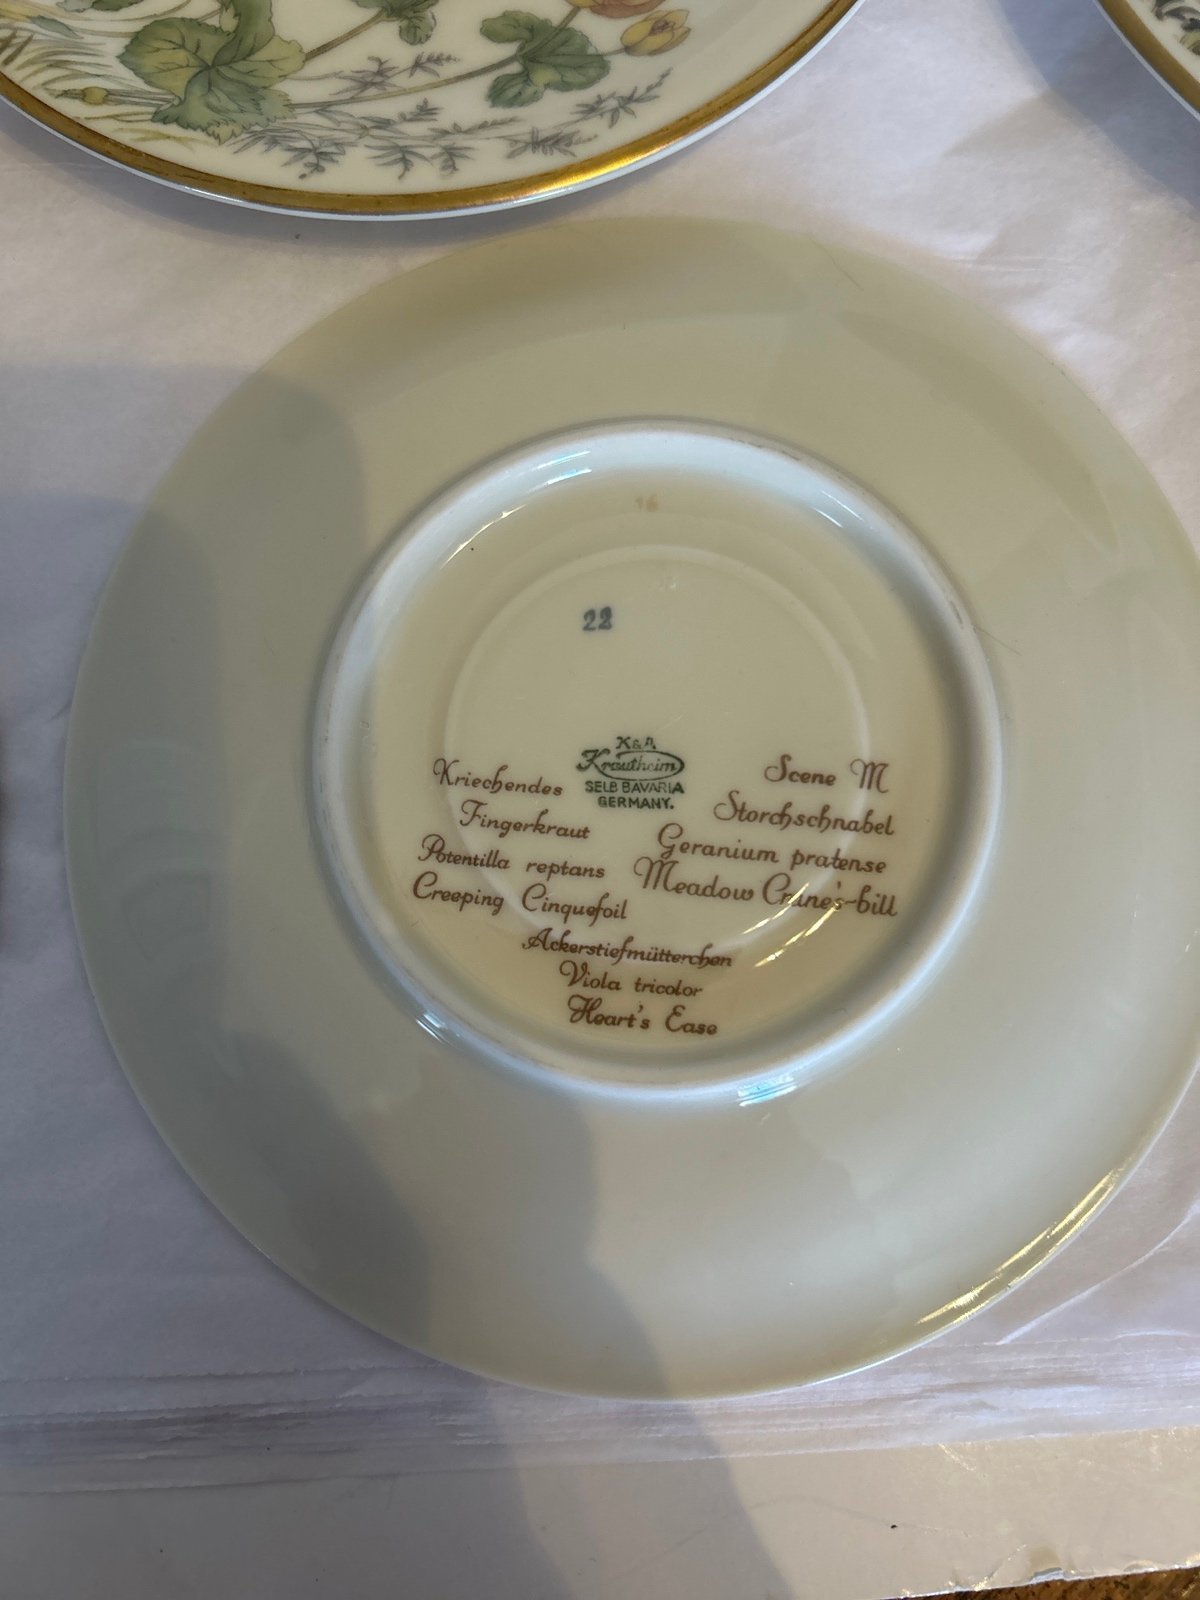 16
22
K&A
Krautheim
SELB BAVARIA
GERMANY.
Kriechendes
Fingerkraut
Potentilla reptans
Creeping Cinquefoil
Scene M
Storchschnabel
Geranium pratense
Meadow Crane's-bill
Ackerstiefmütterchen
Viola tricolor
Heart's Ease